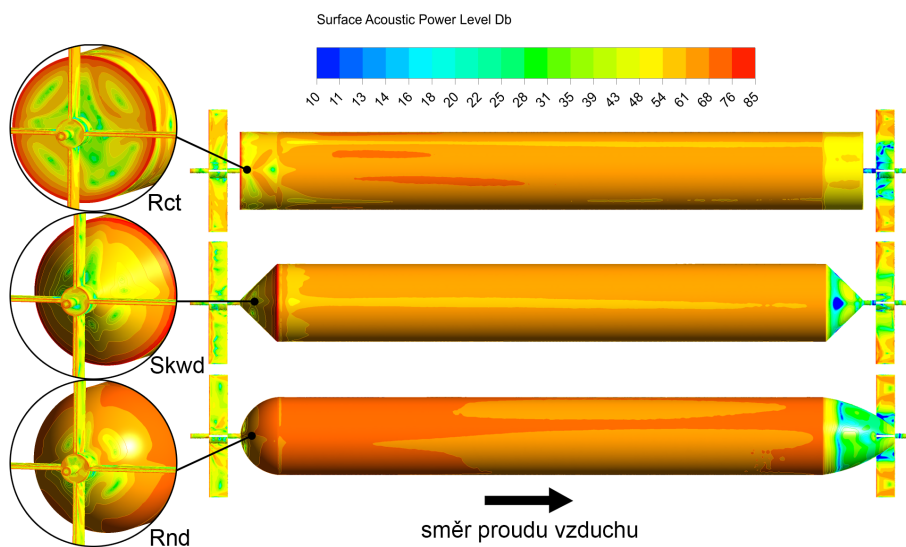 Surface Acoustic Power Level Db
10 11 13 14 16 18 20 22 25 28 31 35 39 43 48 54 61 68 76 85
Rct
Skwd
Rnd
směr proudu vzduchu